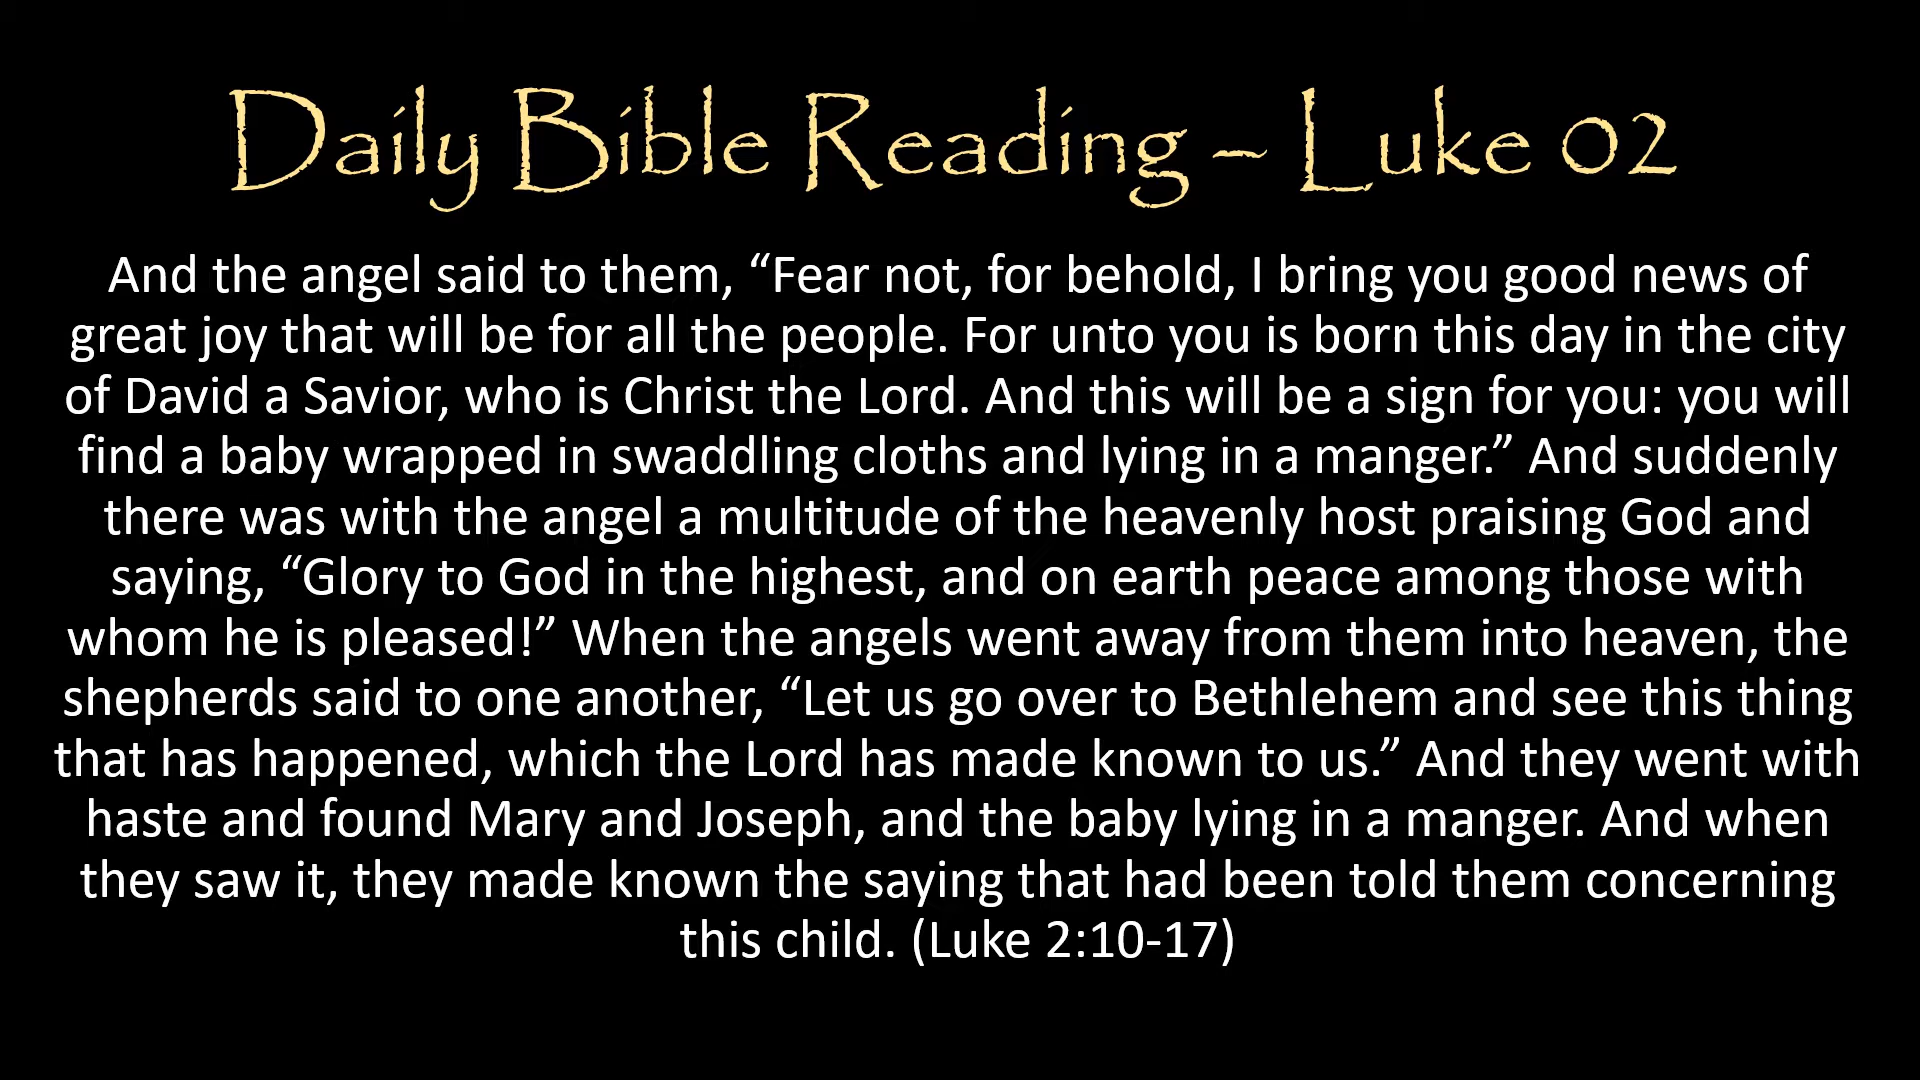 Daily Bible Reading – Luke 02
And the angel said to them, “Fear not, for behold, I bring you good news of
great joy that will be for all the people. For unto you is born this day in the city
of David a Savior, who is Christ the Lord. And this will be a sign for you: you will
find a baby wrapped in swaddling cloths and lying in a manger.” And suddenly
there was with the angel a multitude of the heavenly host praising God and
saying, “Glory to God in the highest, and on earth peace among those with
whom he is pleased!” When the angels went away from them into heaven, the
shepherds said to one another, “Let us go over to Bethlehem and see this thing
that has happened, which the Lord has made known to us.” And they went with
haste and found Mary and Joseph, and the baby lying in a manger. And when
they saw it, they made known the saying that had been told them concerning
this child. (Luke 2:10-17)